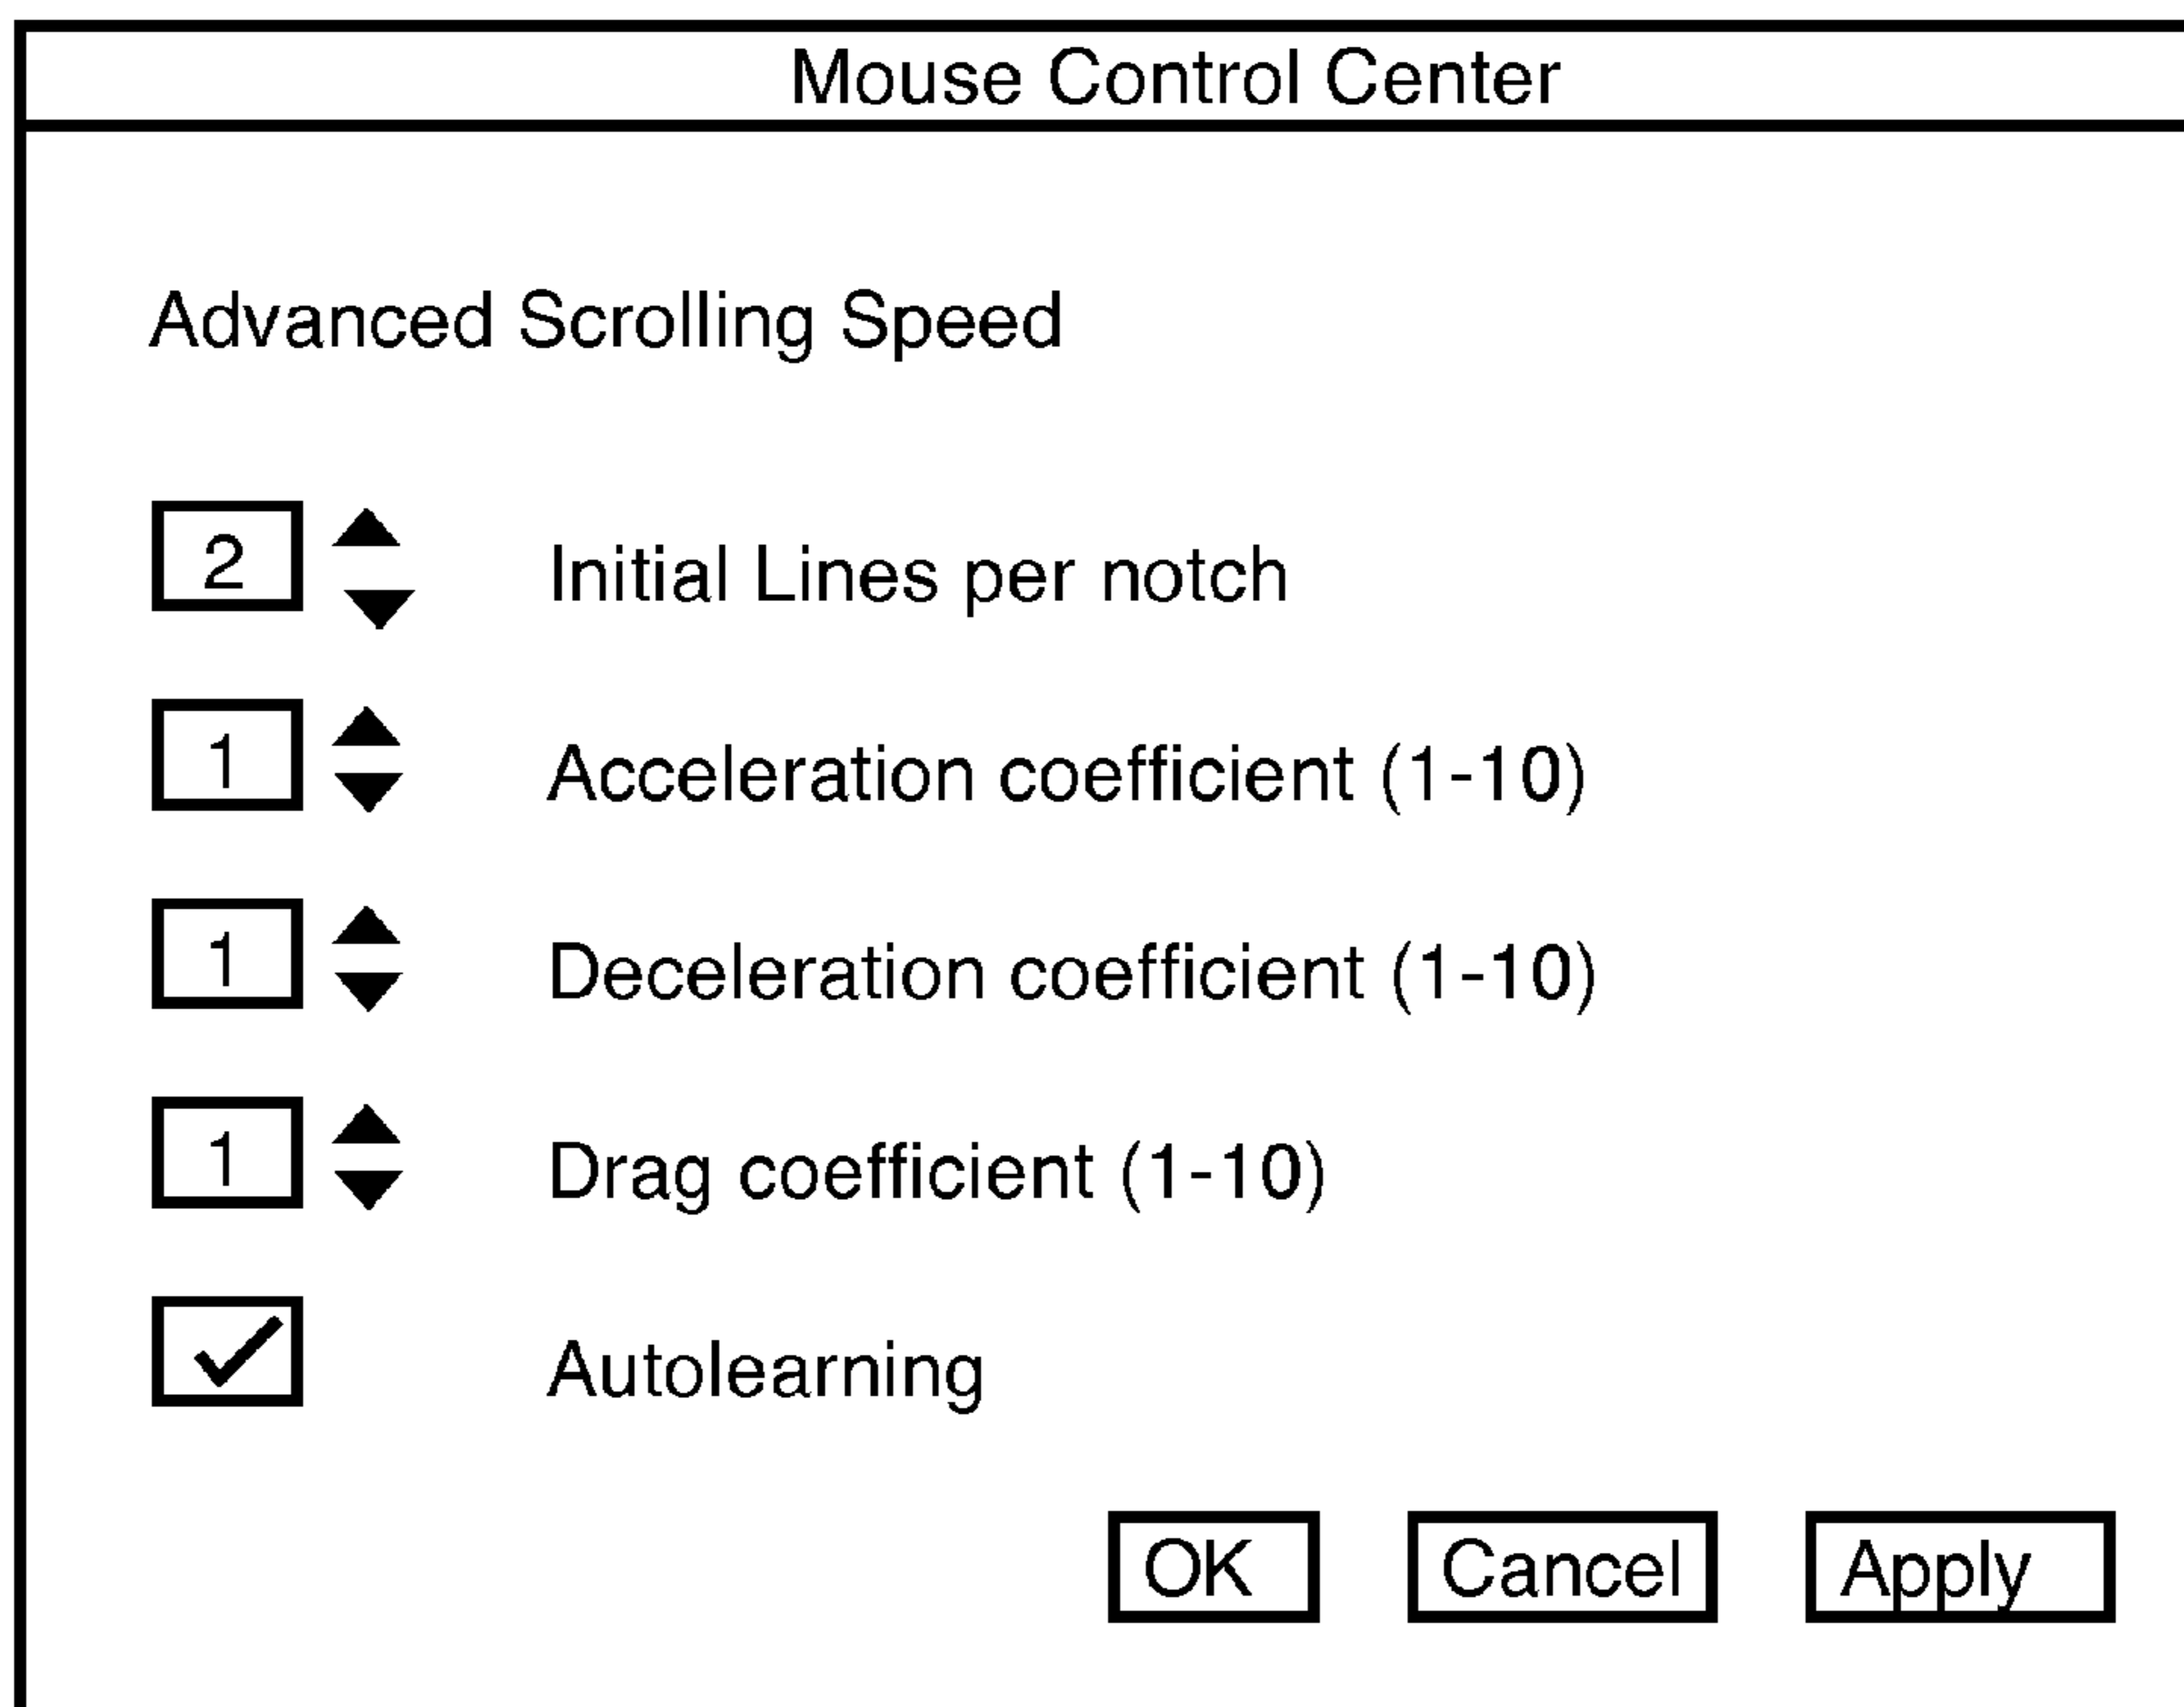 Mouse Control Center
Advanced Scrolling Speed
2 Initial Lines per notch
1 Acceleration coefficient (1-10)
1 Deceleration coefficient (1-10)
1 Drag coefficient (1-10)
Autolearning
OK Cancel Apply